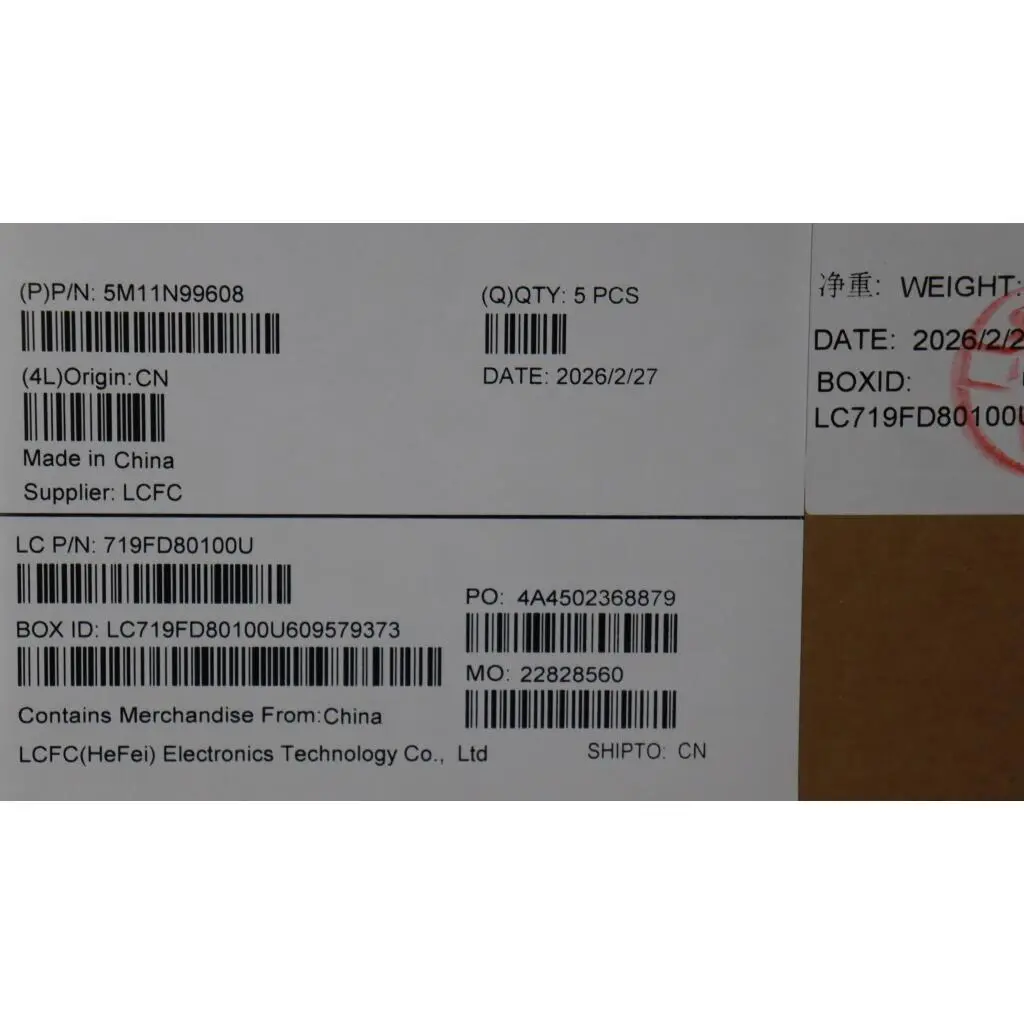 (P)P/N: 5M11N99608
(Q)QTY: 5 PCS
(4L)Origin:CN
DATE: 2026/2/27
Made in China
Supplier: LCFC
LC P/N: 719FD80100U
PO: 4A4502368879
BOX ID: LC719FD80100U609579373
MO: 22828560
Contains Merchandise From:China
LCFC(HeFei) Electronics Technology Co., Ltd
SHIPTO: CN
净重: WEIGHT:
DATE: 2026/2/2
BOXID:
LC719FD80100U